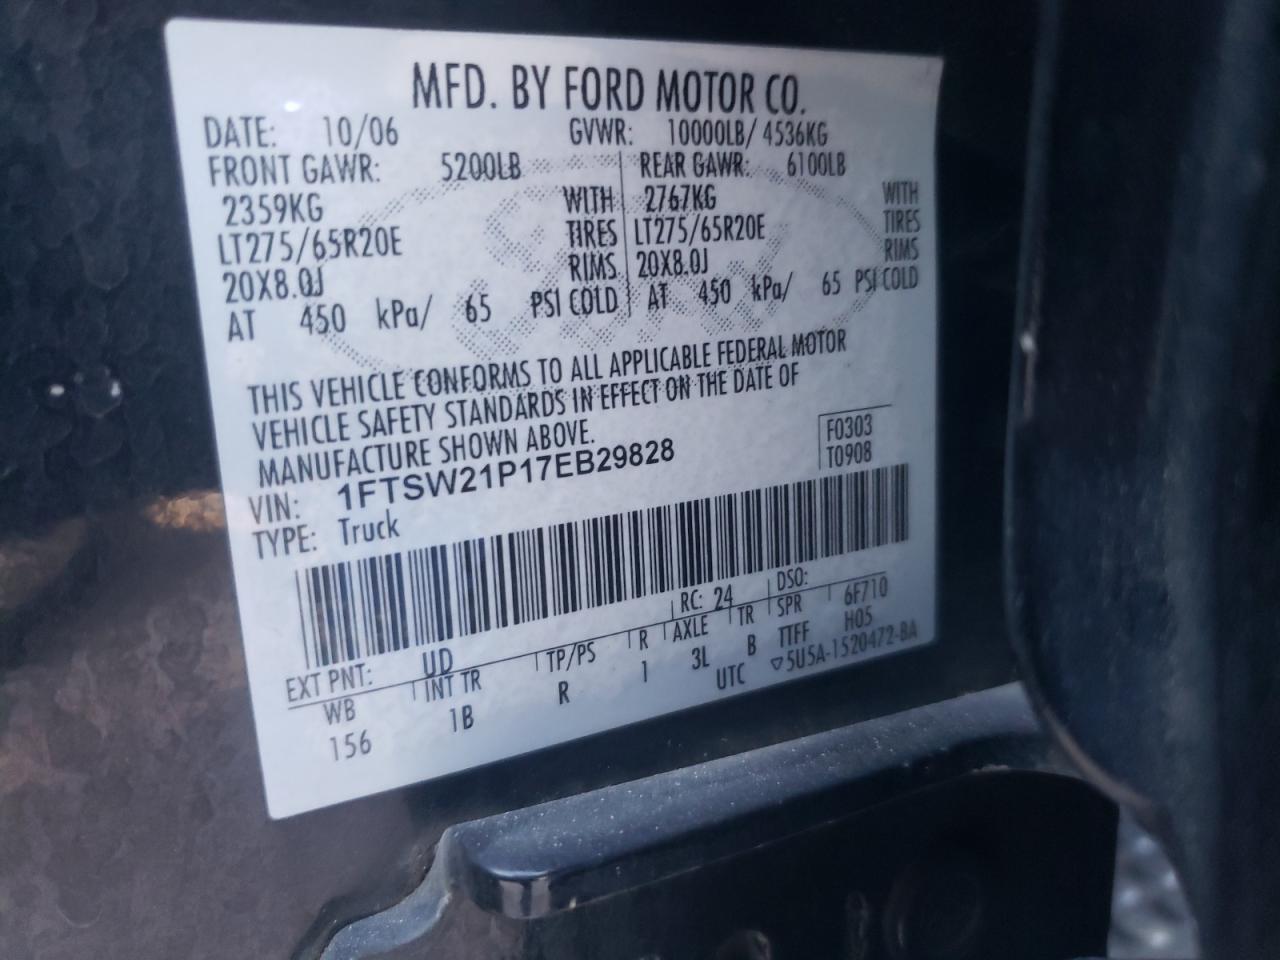 MFD. BY FORD MOTOR CO.
DATE: 10/06 GVWR: 10000LB/ 4536KG
FRONT GAWR: 5200LB REAR GAWR: 6100LB
2359KG WITH 2767KG WITH
LT275/65R20E TIRES LT275/65R20E TIRES
20X8.0J RIMS 20X8.0J RIMS
AT 450 kPa/ 65 PSI COLD AT 450 kPa/ 65 PSI COLD
THIS VEHICLE CONFORMS TO ALL APPLICABLE FEDERAL MOTOR
VEHICLE SAFETY STANDARDS IN EFFECT ON THE DATE OF
MANUFACTURE SHOWN ABOVE.
F0303
VIN: 1FTSW21P17EB29828
T0908
TYPE: Truck
EXT PNT: UD RC: 24 DSO:
WB INT TR TP/PS R AXLE TR SPR 6F710
156 1B R 1 3L B TTFF H05
UTC ▽5U5A-1520472-BA